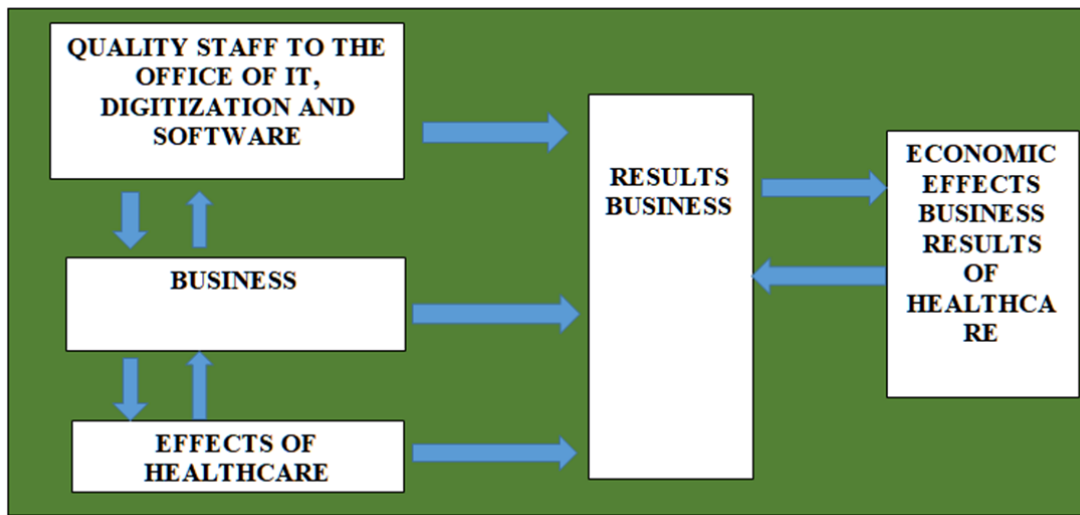 QUALITY STAFF TO THE
OFFICE OF IT,
DIGITIZATION AND
SOFTWARE
BUSINESS
EFFECTS OF
HEALTHCARE
RESULTS
BUSINESS
ECONOMIC
EFFECTS
BUSINESS
RESULTS
OF
HEALTHCA
RE